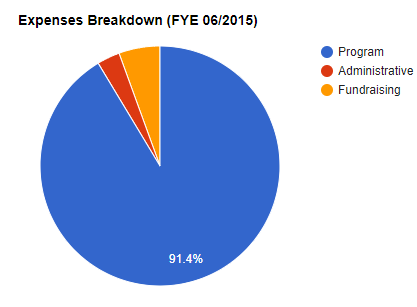 Expenses Breakdown (FYE 06/2015)
Program
Administrative
Fundraising
91.4%